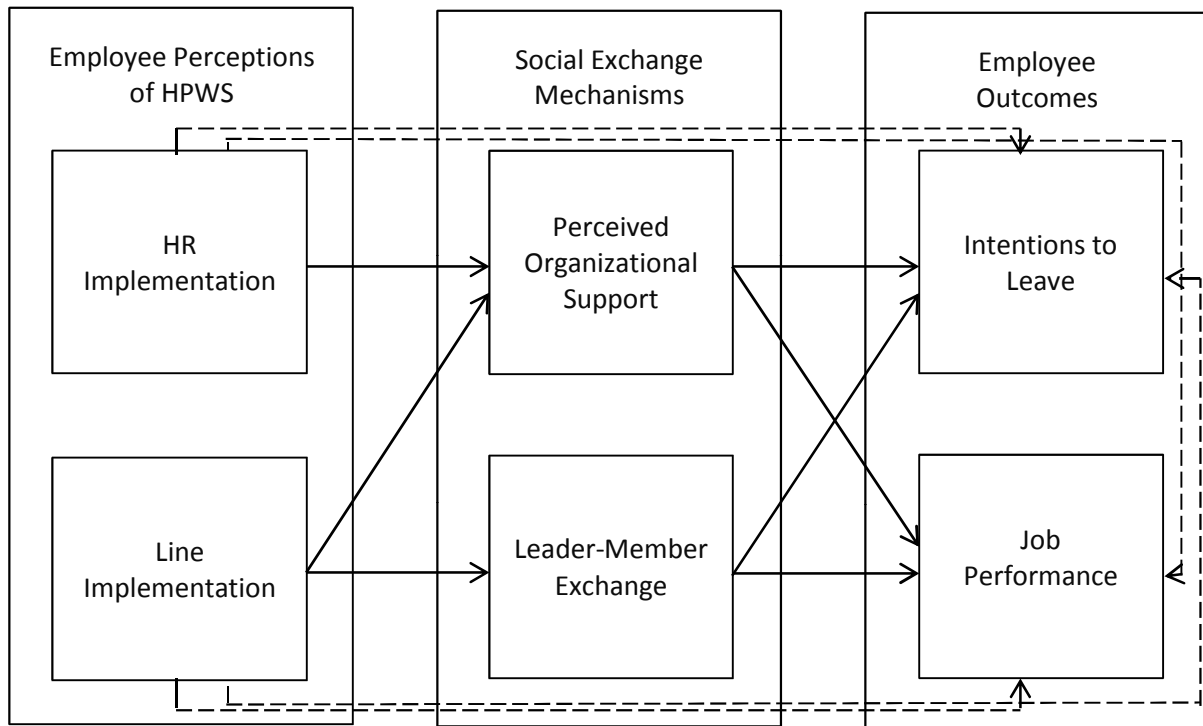 Employee Perceptions
of HPWS
Social Exchange
Mechanisms
Employee
Outcomes
HR
Implementation
Perceived
Organizational
Support
Intentions to
Leave
Line
Implementation
Leader-Member
Exchange
Job
Performance